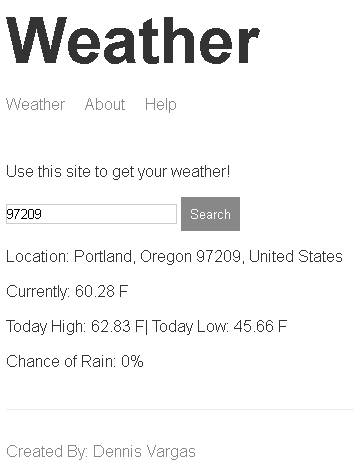 Weather
Weather About Help
Use this site to get your weather!
97209 Search
Location: Portland, Oregon 97209, United States
Currently: 60.28 F
Today High: 62.83 F| Today Low: 45.66 F
Chance of Rain: 0%
Created By: Dennis Vargas